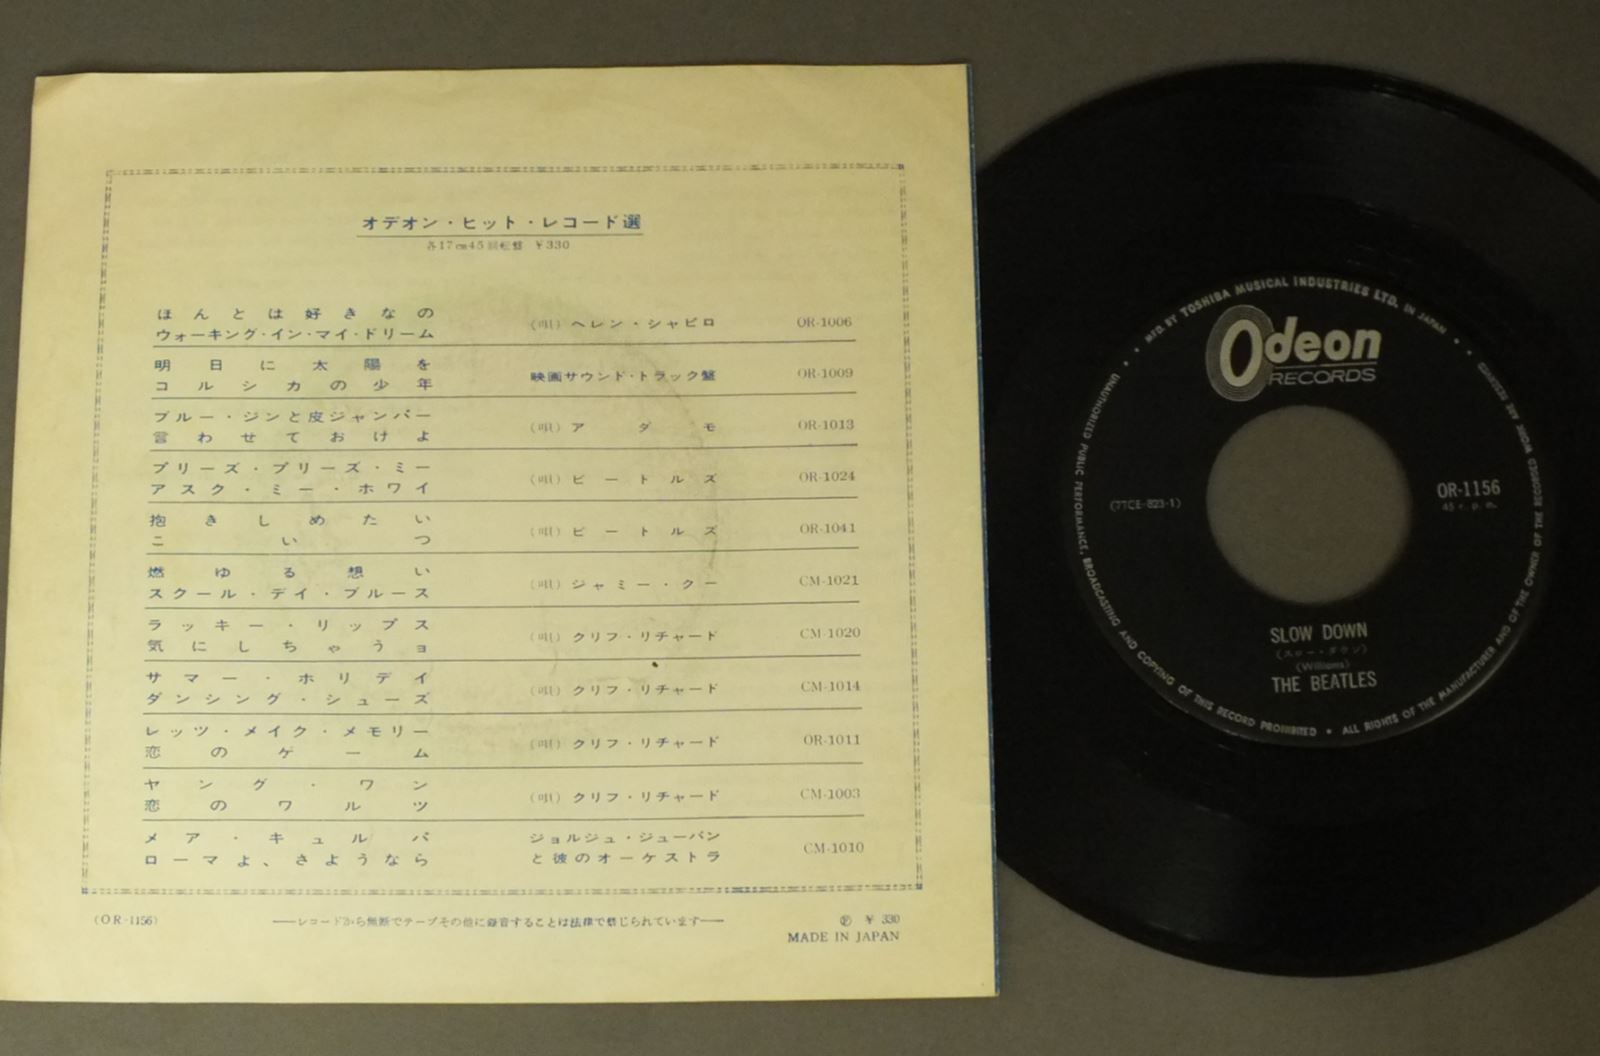 オデオン・ヒット・レコード選
各17cm45回転盤 ¥330
ほんとは好きなの
ウォーキング・イン・マイ・ドリーム
(唄) ヘレン・シャピロ
OR-1006
明日に太陽を
コルシカの少年
映画サウンド・トラック盤
OR-1009
ブルー・ジンと皮ジャンパー
言わせておけよ
(唄) アダモ
OR-1013
プリーズ・プリーズ・ミー
アスク・ミー・ホワイ
(唄) ビートルズ
OR-1024
抱きしめたい
こいつ
(唄) ビートルズ
OR-1041
燃ゆる想い
スクール・デイ・ブルース
(唄) ジャミー・クー
CM-1021
ラッキー・リップス
気にしちゃうョ
(唄) クリフ・リチャード
CM-1020
サマー・ホリデイ
ダンシング・シューズ
(唄) クリフ・リチャード
CM-1014
レッツ・メイク・メモリー
恋のゲーム
(唄) クリフ・リチャード
OR-1011
ヤング・ワン
恋のワルツ
(唄) クリフ・リチャード
CM-1003
メア・キュルパ
ローマよ、さようなら
ジョルジュ・ジューバン
と彼のオーケストラ
CM-1010
(OR-1156)
―レコードから無断でテープその他に録音することは法律で禁じられています―
Ⓟ ¥ 330
MADE IN JAPAN
MFD. BY TOSHIBA MUSICAL INDUSTRIES LTD. IN JAPAN
Odeon
RECORDS
(77CE-823-1)
OR-1156
45 r. p. m.
SLOW DOWN
(スロー・ダウン)
(Williams)
THE BEATLES
ALL RIGHTS OF THE MANUFACTURER AND OF THE OWNER OF THE RECORDED WORK ARE RESERVED
UNAUTHORIZED PUBLIC PERFORMANCE, BROADCASTING AND COPYING OF THIS RECORD PROHIBITED